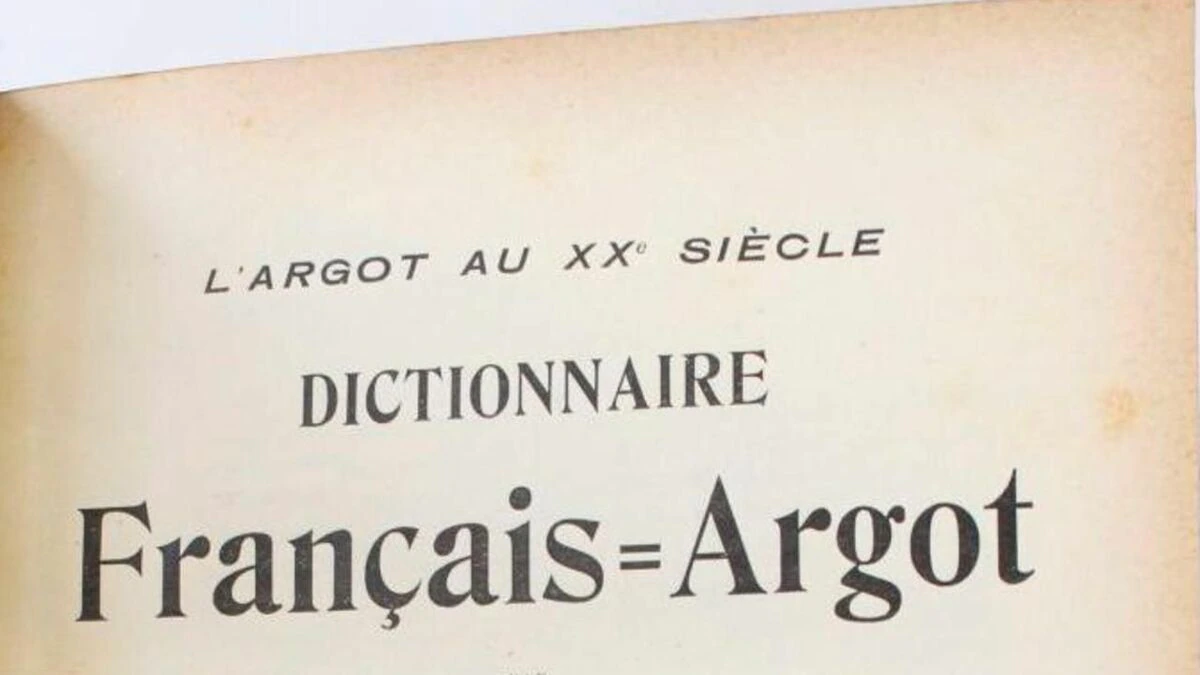 L'ARGOT AU XXe SIÈCLE
DICTIONNAIRE
Français=Argot